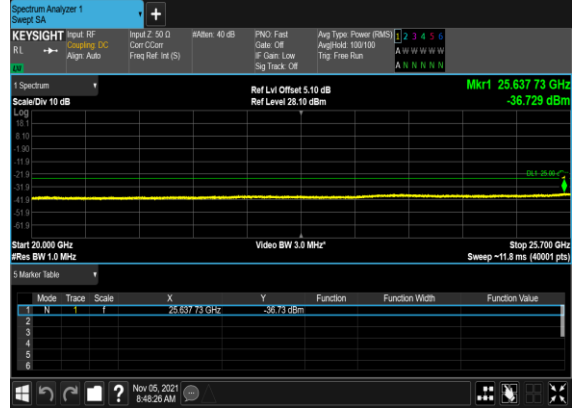 Spectrum Analyzer 1
Swept SA
+
KEYSIGHT Input: RF Input Z: 50 Ω #Atten: 40 dB PNO: Fast Avg Type: Power (RMS) 1 2 3 4 5 6
RL Coupling: DC Corr CCorr Gate: Off Avg|Hold: 100/100 A W W W W W
Align: Auto Freq Ref: Int (S) IF Gain: Low Trig: Free Run
Sig Track: Off A N N N N N
1 Spectrum Ref Lvl Offset 5.10 dB Mkr1 25.637 73 GHz
Scale/Div 10 dB Ref Level 28.10 dBm -36.729 dBm
Log
18.1
8.10
-1.90
-11.9
-21.9 DL1 -25.00
-31.9
-41.9
-51.9
-61.9
Start 20.000 GHz Video BW 3.0 MHz* Stop 25.700 GHz
#Res BW 1.0 MHz Sweep ~11.8 ms (40001 pts)
5 Marker Table
Mode Trace Scale X Y Function Function Width Function Value
1 N 1 f 25.637 73 GHz -36.73 dBm
2
3
4
5
6
? Nov 05, 2021
8:48:26 AM